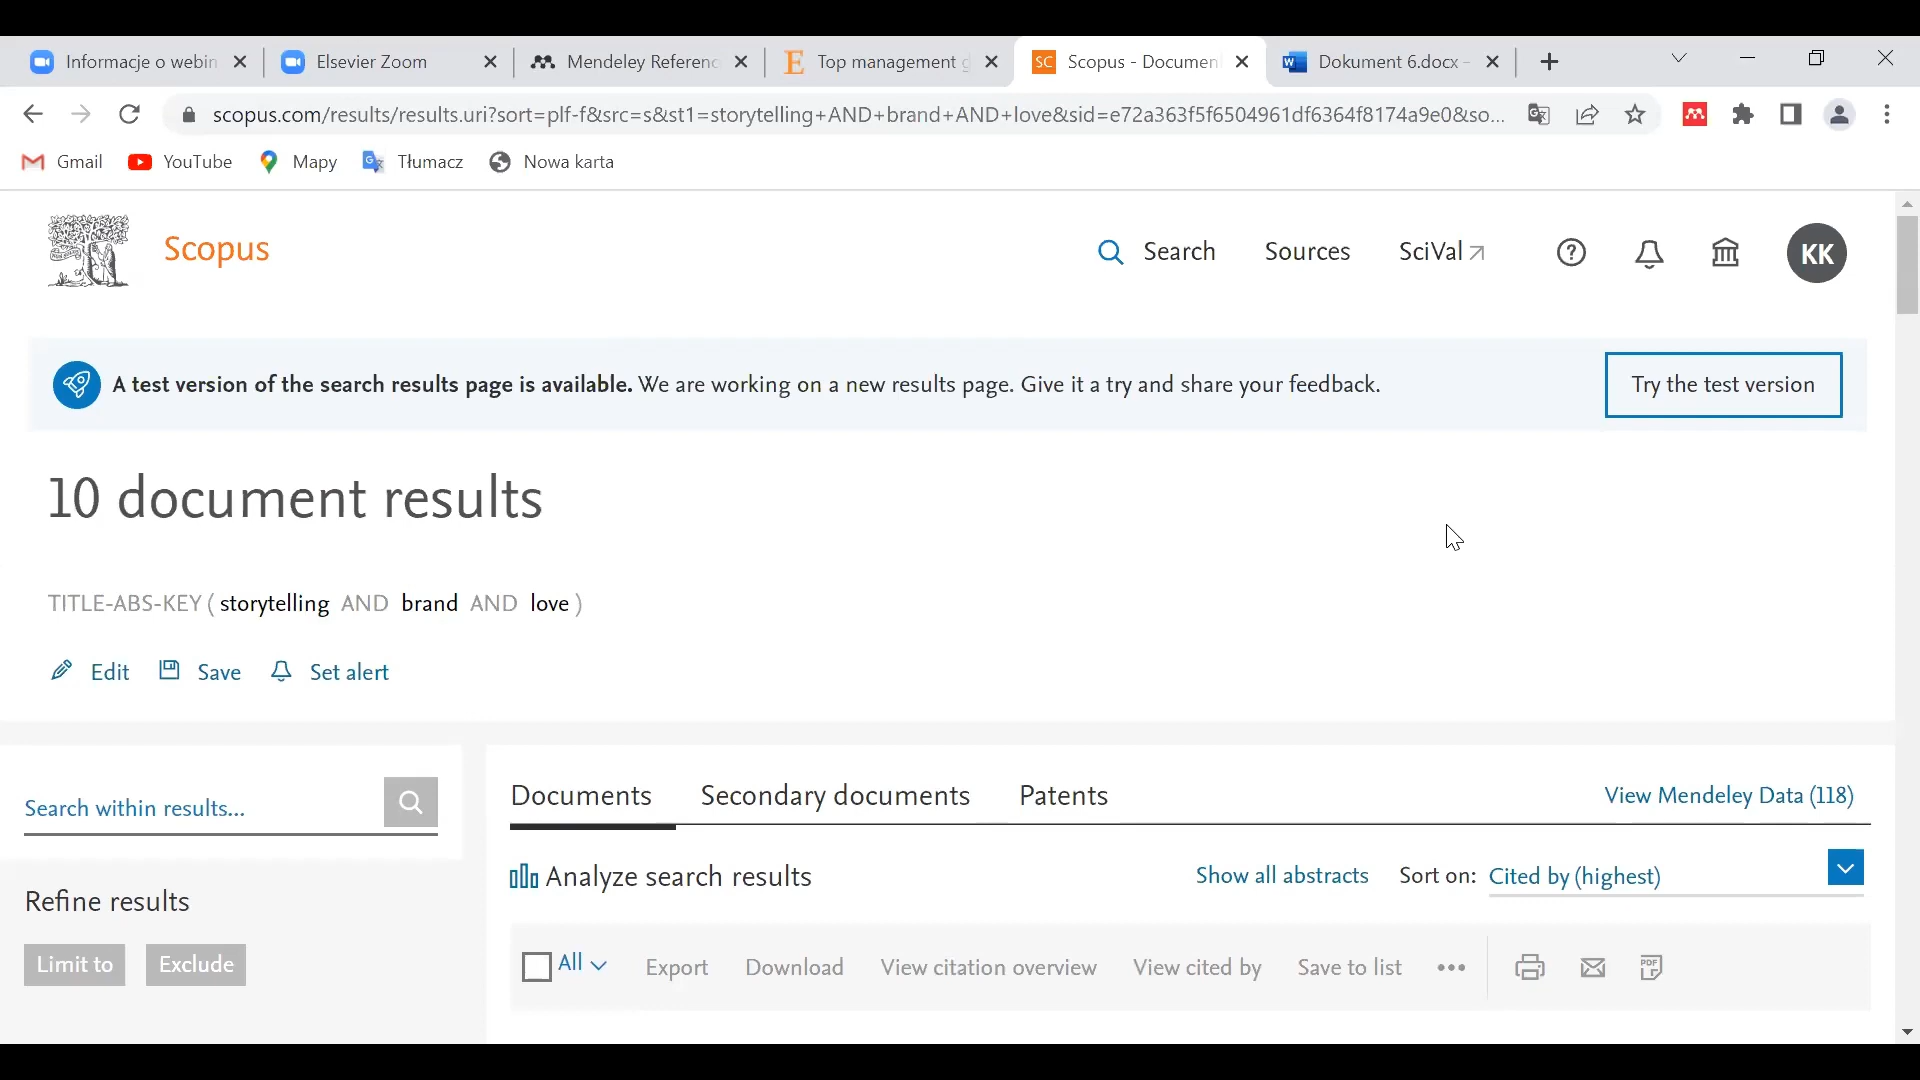 Informacje o webin
Elsevier Zoom
Mendeley Referenc
Top management g
SC Scopus - Document
Dokument 6.docx -
scopus.com/results/results.uri?sort=plf-f&src=s&st1=storytelling+AND+brand+AND+love&sid=e72a363f5f6504961df6364f8174a9e0&so...
Gmail
YouTube
Mapy
Tłumacz
Nowa karta
Scopus
Search
Sources
SciVal
KK
A test version of the search results page is available. We are working on a new results page. Give it a try and share your feedback.
Try the test version
10 document results
TITLE-ABS-KEY ( storytelling AND brand AND love )
Edit
Save
Set alert
Search within results...
Refine results
Limit to
Exclude
Documents
Secondary documents
Patents
View Mendeley Data (118)
Analyze search results
Show all abstracts
Sort on: Cited by (highest)
All
Export
Download
View citation overview
View cited by
Save to list
PDF